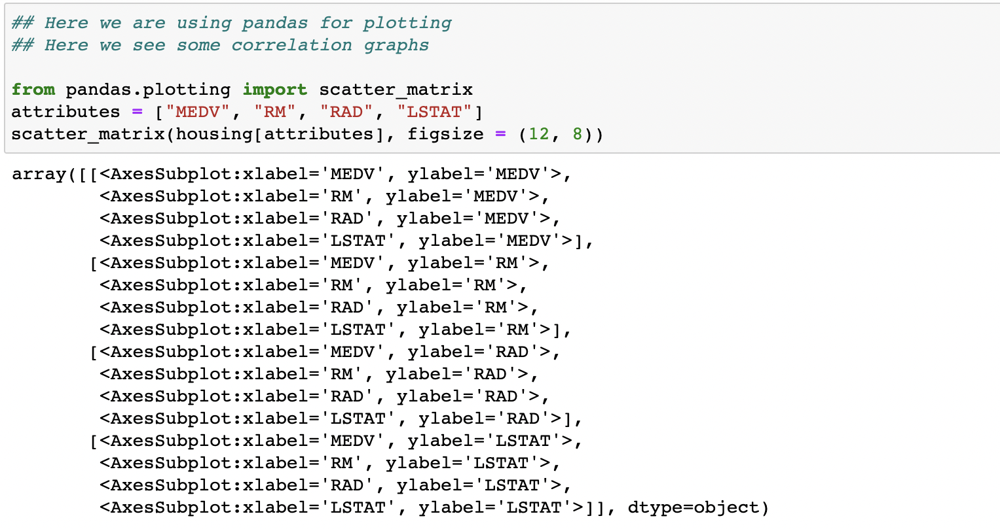 ## Here we are using pandas for plotting
## Here we see some correlation graphs
from pandas.plotting import scatter_matrix
attributes = ["MEDV", "RM", "RAD", "LSTAT"]
scatter_matrix(housing[attributes], figsize = (12, 8))
array([[<AxesSubplot:xlabel='MEDV', ylabel='MEDV'>,
        <AxesSubplot:xlabel='RM', ylabel='MEDV'>,
        <AxesSubplot:xlabel='RAD', ylabel='MEDV'>,
        <AxesSubplot:xlabel='LSTAT', ylabel='MEDV'>],
       [<AxesSubplot:xlabel='MEDV', ylabel='RM'>,
        <AxesSubplot:xlabel='RM', ylabel='RM'>,
        <AxesSubplot:xlabel='RAD', ylabel='RM'>,
        <AxesSubplot:xlabel='LSTAT', ylabel='RM'>],
       [<AxesSubplot:xlabel='MEDV', ylabel='RAD'>,
        <AxesSubplot:xlabel='RM', ylabel='RAD'>,
        <AxesSubplot:xlabel='RAD', ylabel='RAD'>,
        <AxesSubplot:xlabel='LSTAT', ylabel='RAD'>],
       [<AxesSubplot:xlabel='MEDV', ylabel='LSTAT'>,
        <AxesSubplot:xlabel='RM', ylabel='LSTAT'>,
        <AxesSubplot:xlabel='RAD', ylabel='LSTAT'>,
        <AxesSubplot:xlabel='LSTAT', ylabel='LSTAT'>]], dtype=object)